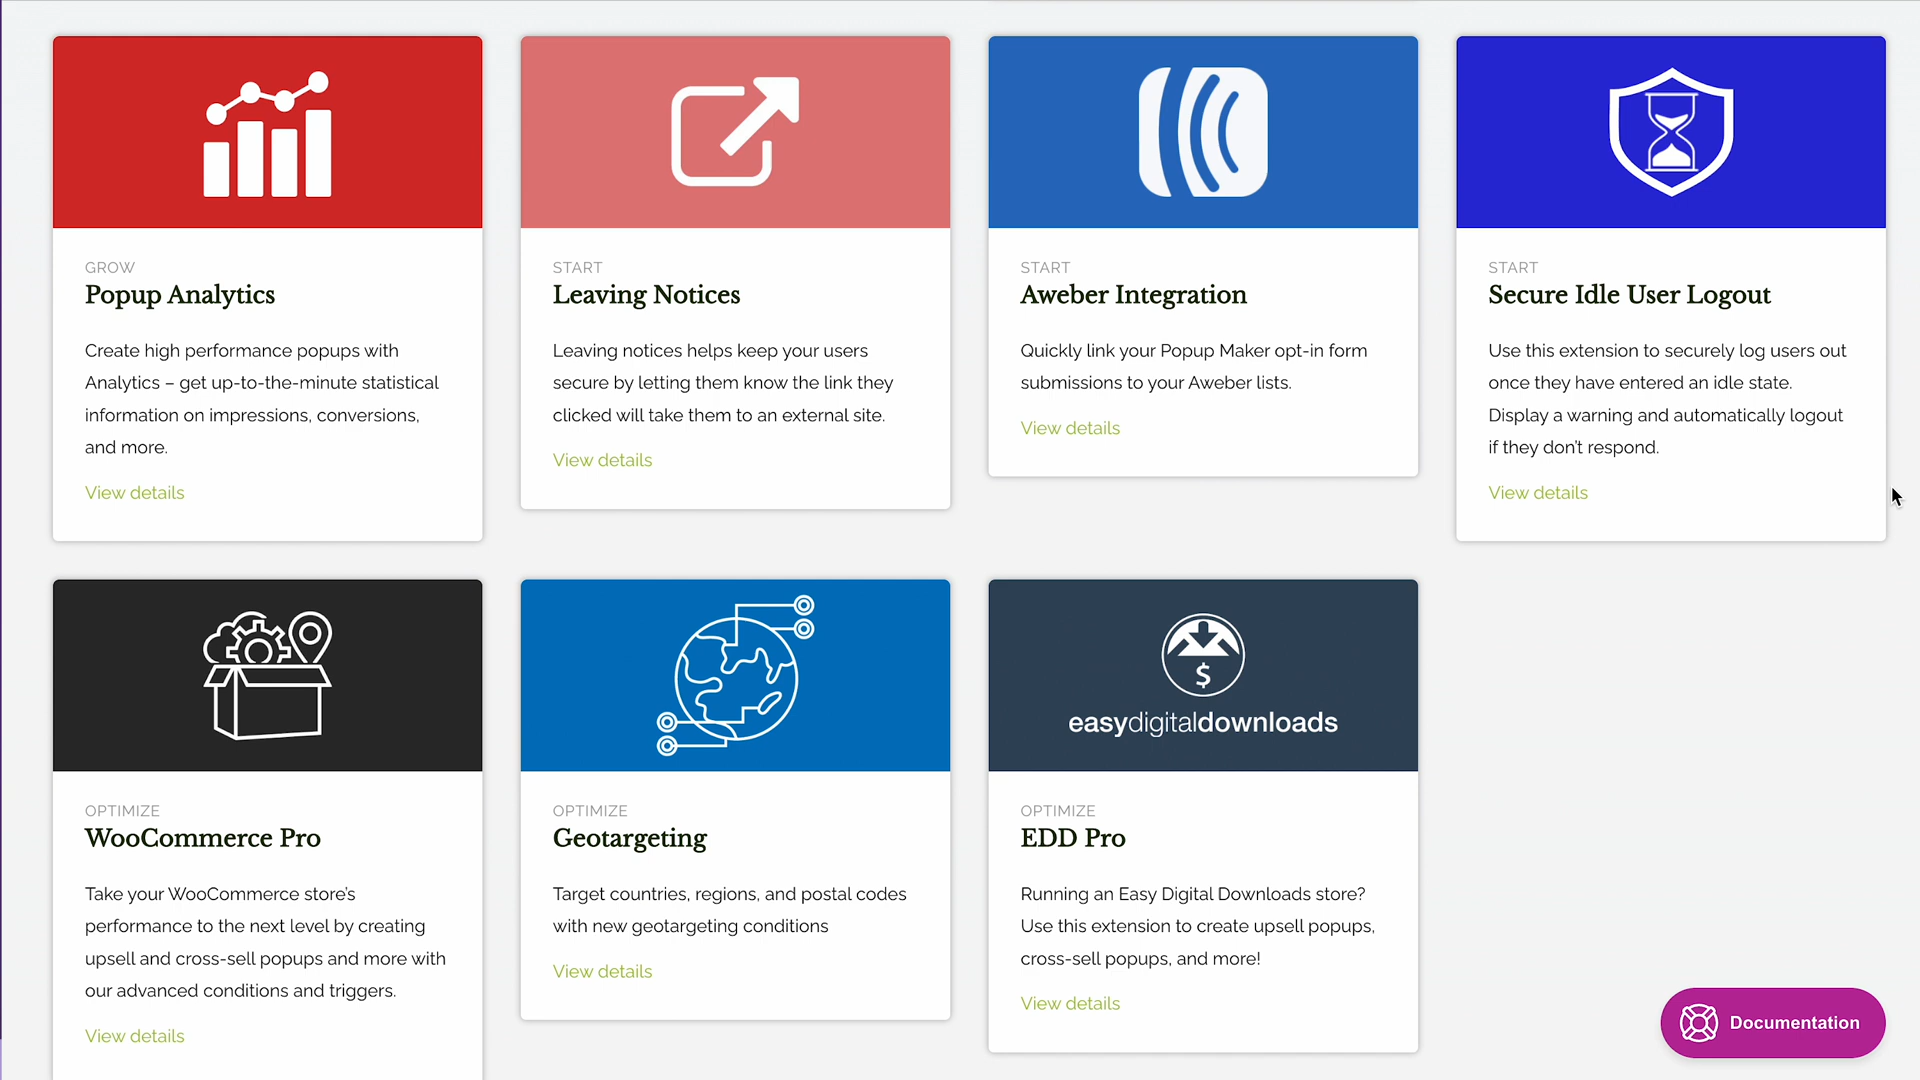 GROW
Popup Analytics
Create high performance popups with
Analytics – get up-to-the-minute statistical
information on impressions, conversions,
and more.
View details
START
Leaving Notices
Leaving notices helps keep your users
secure by letting them know the link they
clicked will take them to an external site.
View details
START
Aweber Integration
Quickly link your Popup Maker opt-in form
submissions to your Aweber lists.
View details
START
Secure Idle User Logout
Use this extension to securely log users out
once they have entered an idle state.
Display a warning and automatically logout
if they don't respond.
View details
OPTIMIZE
WooCommerce Pro
Take your WooCommerce store's
performance to the next level by creating
upsell and cross-sell popups and more with
our advanced conditions and triggers.
View details
OPTIMIZE
Geotargeting
Target countries, regions, and postal codes
with new geotargeting conditions
View details
$
easydigitaldownloads
OPTIMIZE
EDD Pro
Running an Easy Digital Downloads store?
Use this extension to create upsell popups,
cross-sell popups, and more!
View details
Documentation